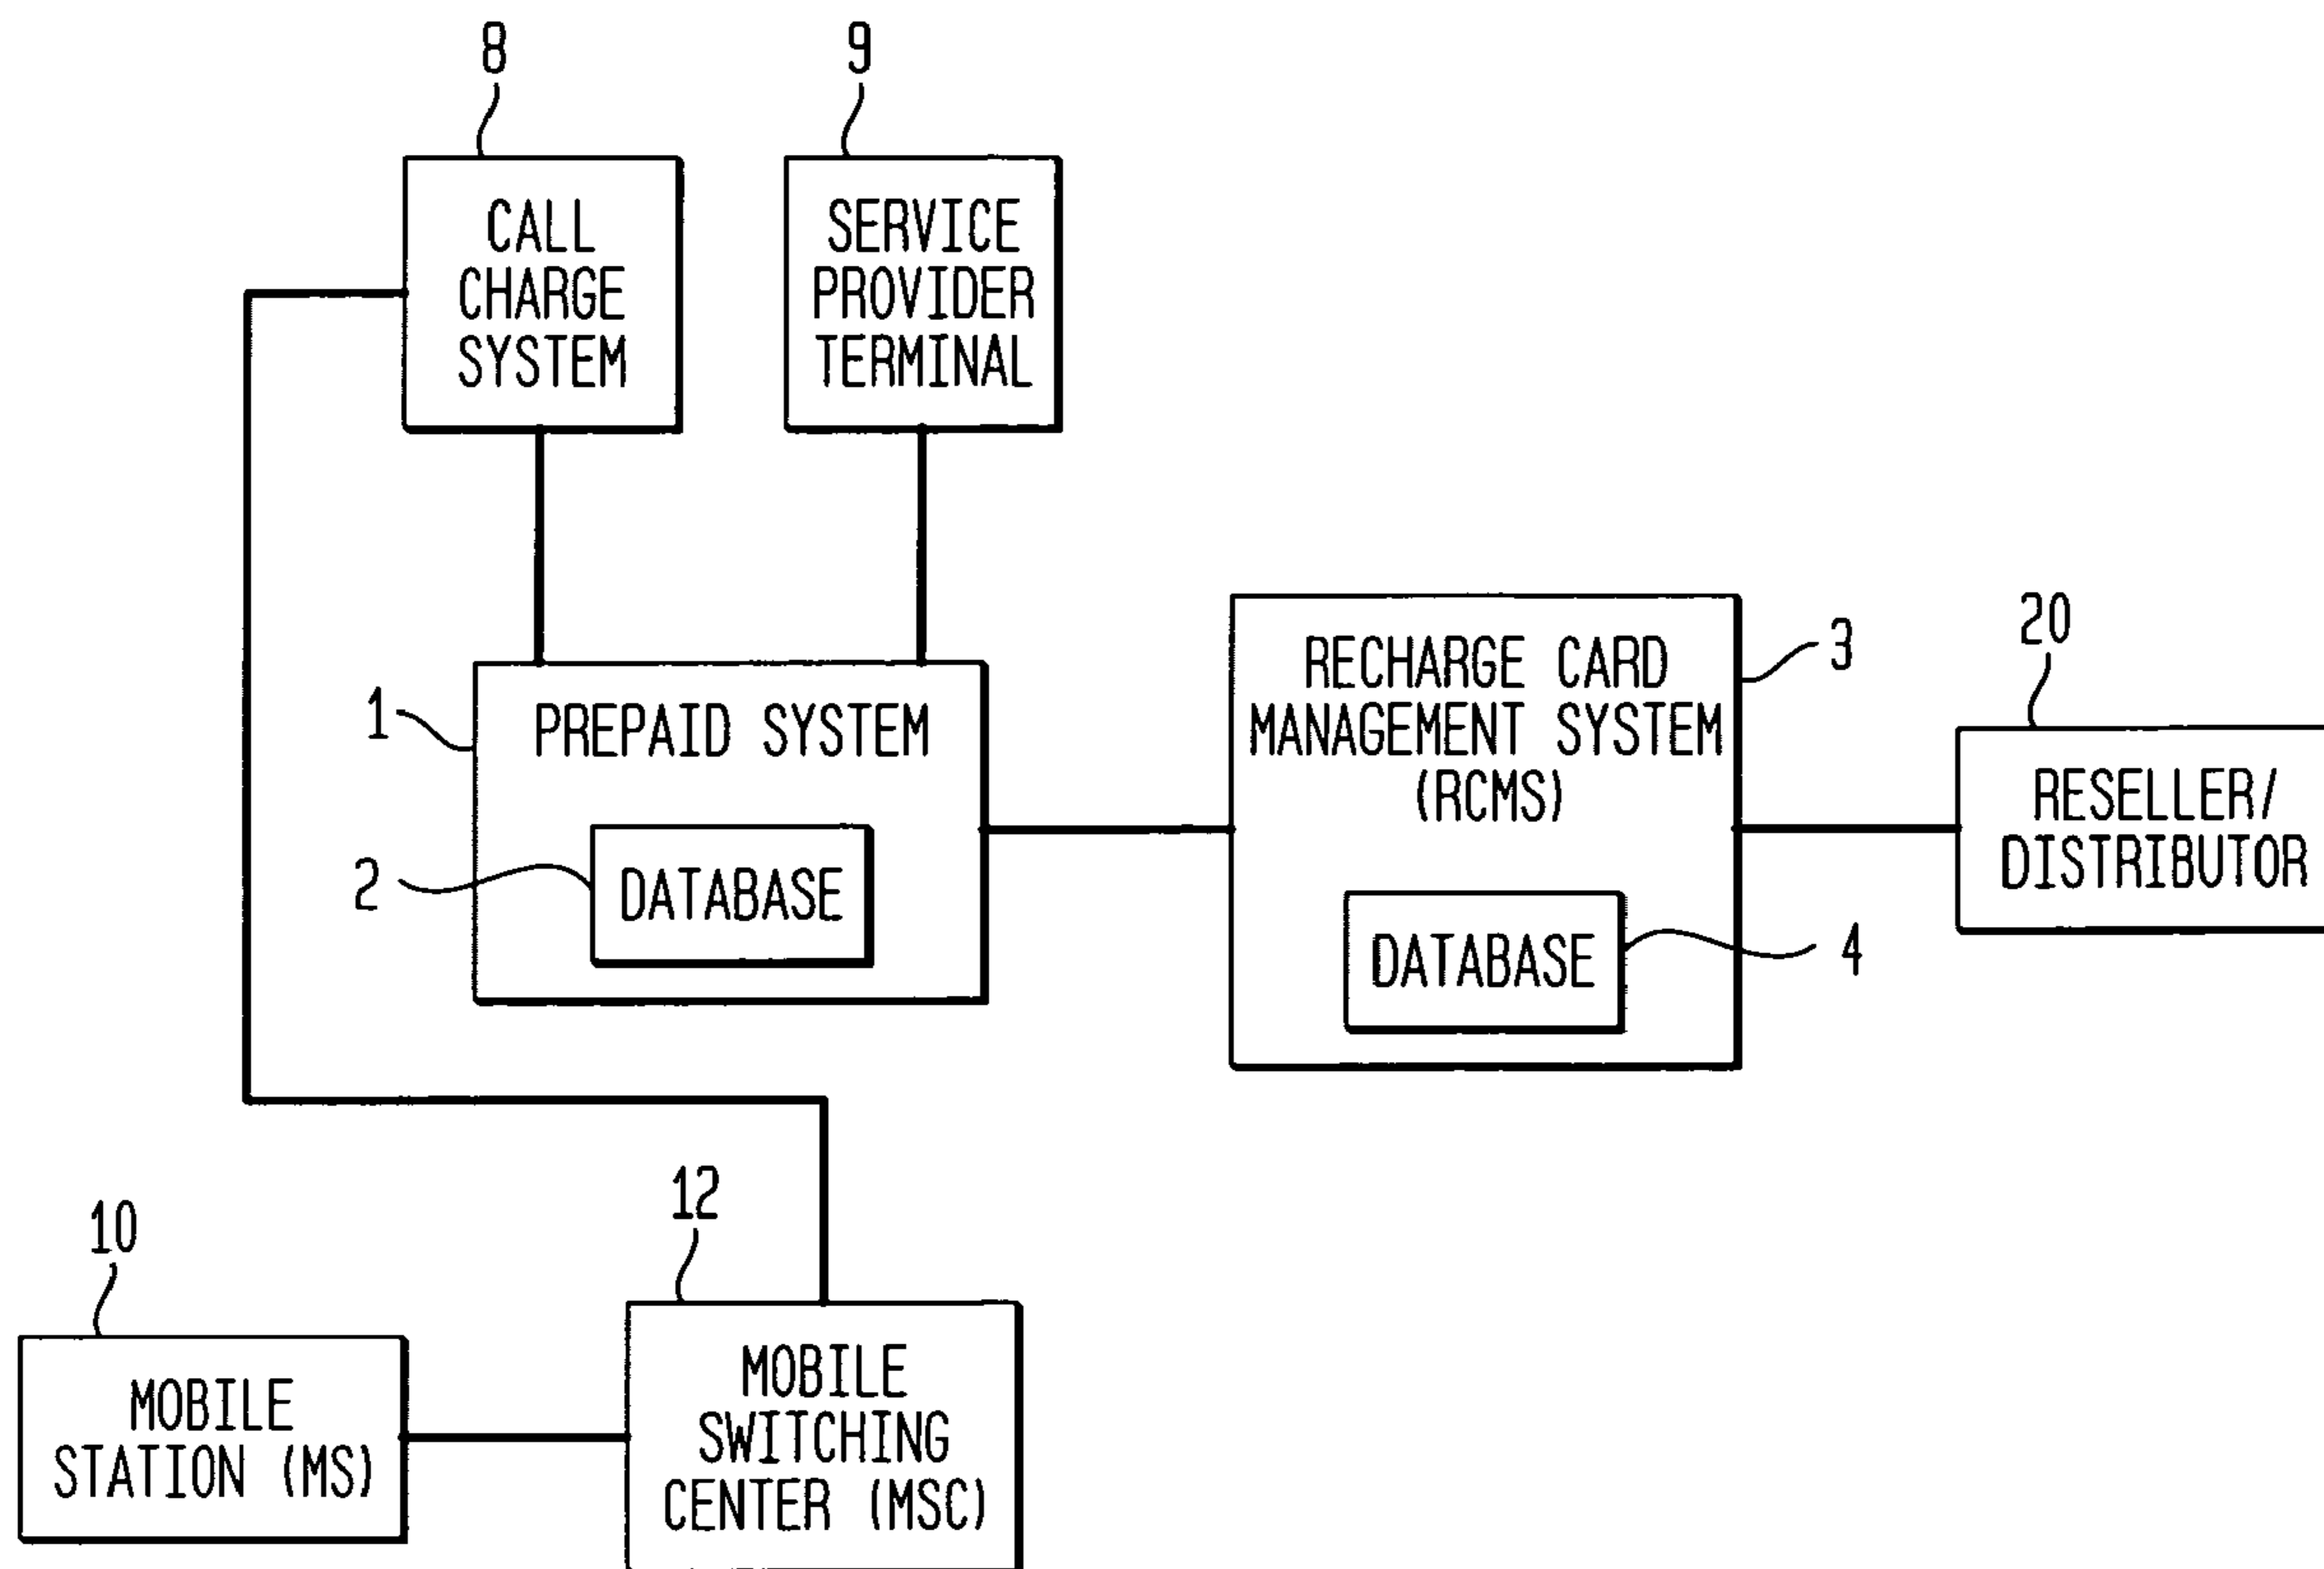 8
9
CALL
CHARGE
SYSTEM
SERVICE
PROVIDER
TERMINAL
1
PREPAID SYSTEM
2
DATABASE
RECHARGE CARD
MANAGEMENT SYSTEM
(RCMS)
3
DATABASE
4
20
RESELLER/
DISTRIBUTOR
10
MOBILE
STATION (MS)
12
MOBILE
SWITCHING
CENTER (MSC)